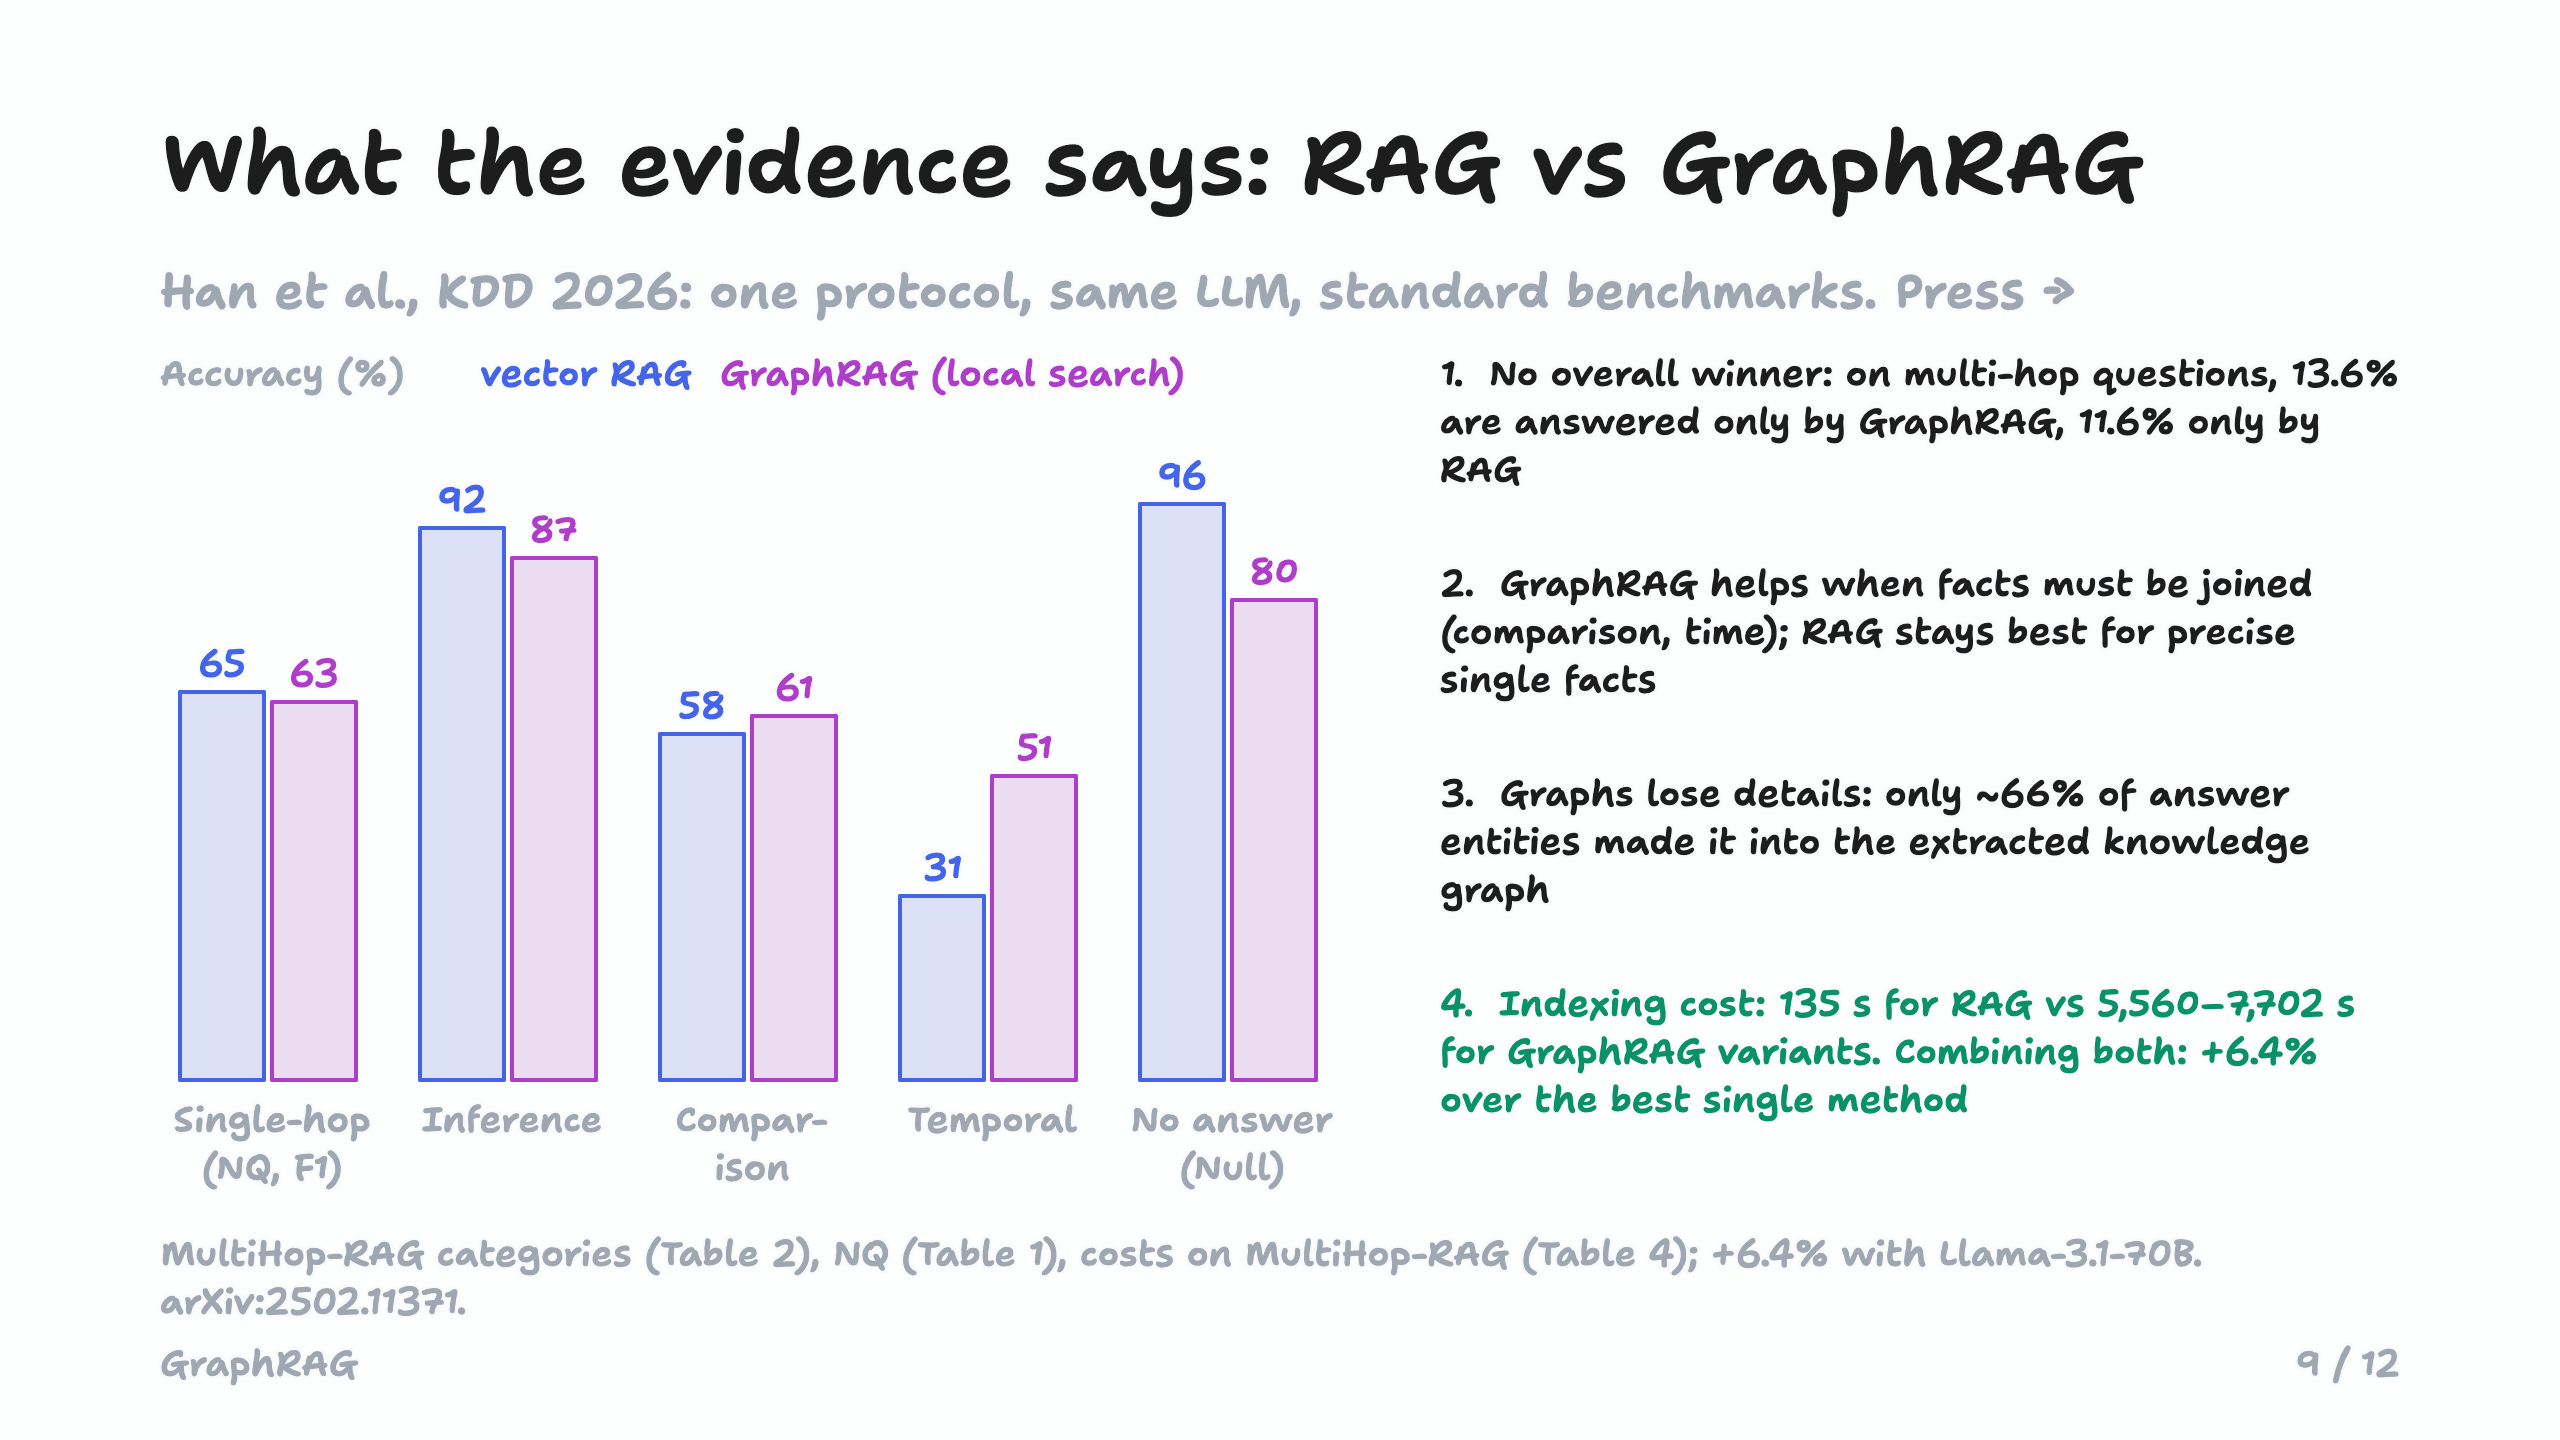 What the evidence says: RAG vs GraphRAG
Han et al., KDD 2026: one protocol, same LLM, standard benchmarks. Press →
Accuracy (%)
vector RAG
GraphRAG (local search)
65
63
92
87
58
61
31
51
96
80
Single-hop
(NQ, F1)
Inference
Compar-
ison
Temporal
No answer
(Null)
1. No overall winner: on multi-hop questions, 13.6%
are answered only by GraphRAG, 11.6% only by
RAG
2. GraphRAG helps when facts must be joined
(comparison, time); RAG stays best for precise
single facts
3. Graphs lose details: only ~66% of answer
entities made it into the extracted knowledge
graph
4. Indexing cost: 135 s for RAG vs 5,560–7,702 s
for GraphRAG variants. Combining both: +6.4%
over the best single method
MultiHop-RAG categories (Table 2), NQ (Table 1), costs on MultiHop-RAG (Table 4); +6.4% with Llama-3.1-70B.
arXiv:2502.11371.
GraphRAG
9 / 12